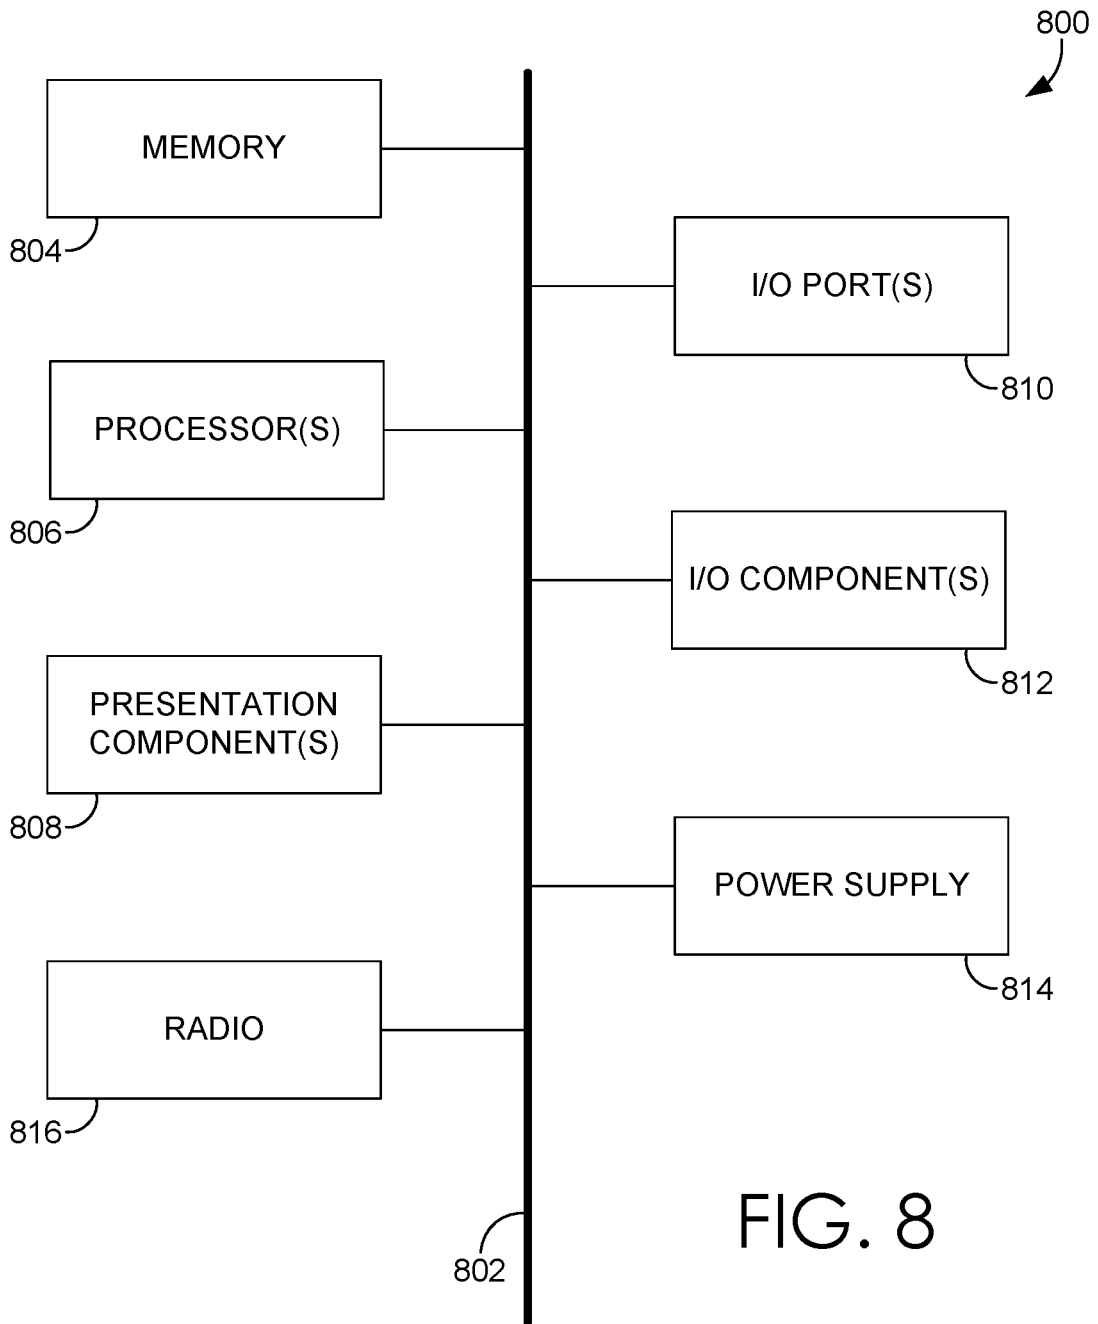 800
MEMORY
804
I/O PORT(S)
810
PROCESSOR(S)
806
I/O COMPONENT(S)
812
PRESENTATION
COMPONENT(S)
808
POWER SUPPLY
814
RADIO
816
802
FIG. 8